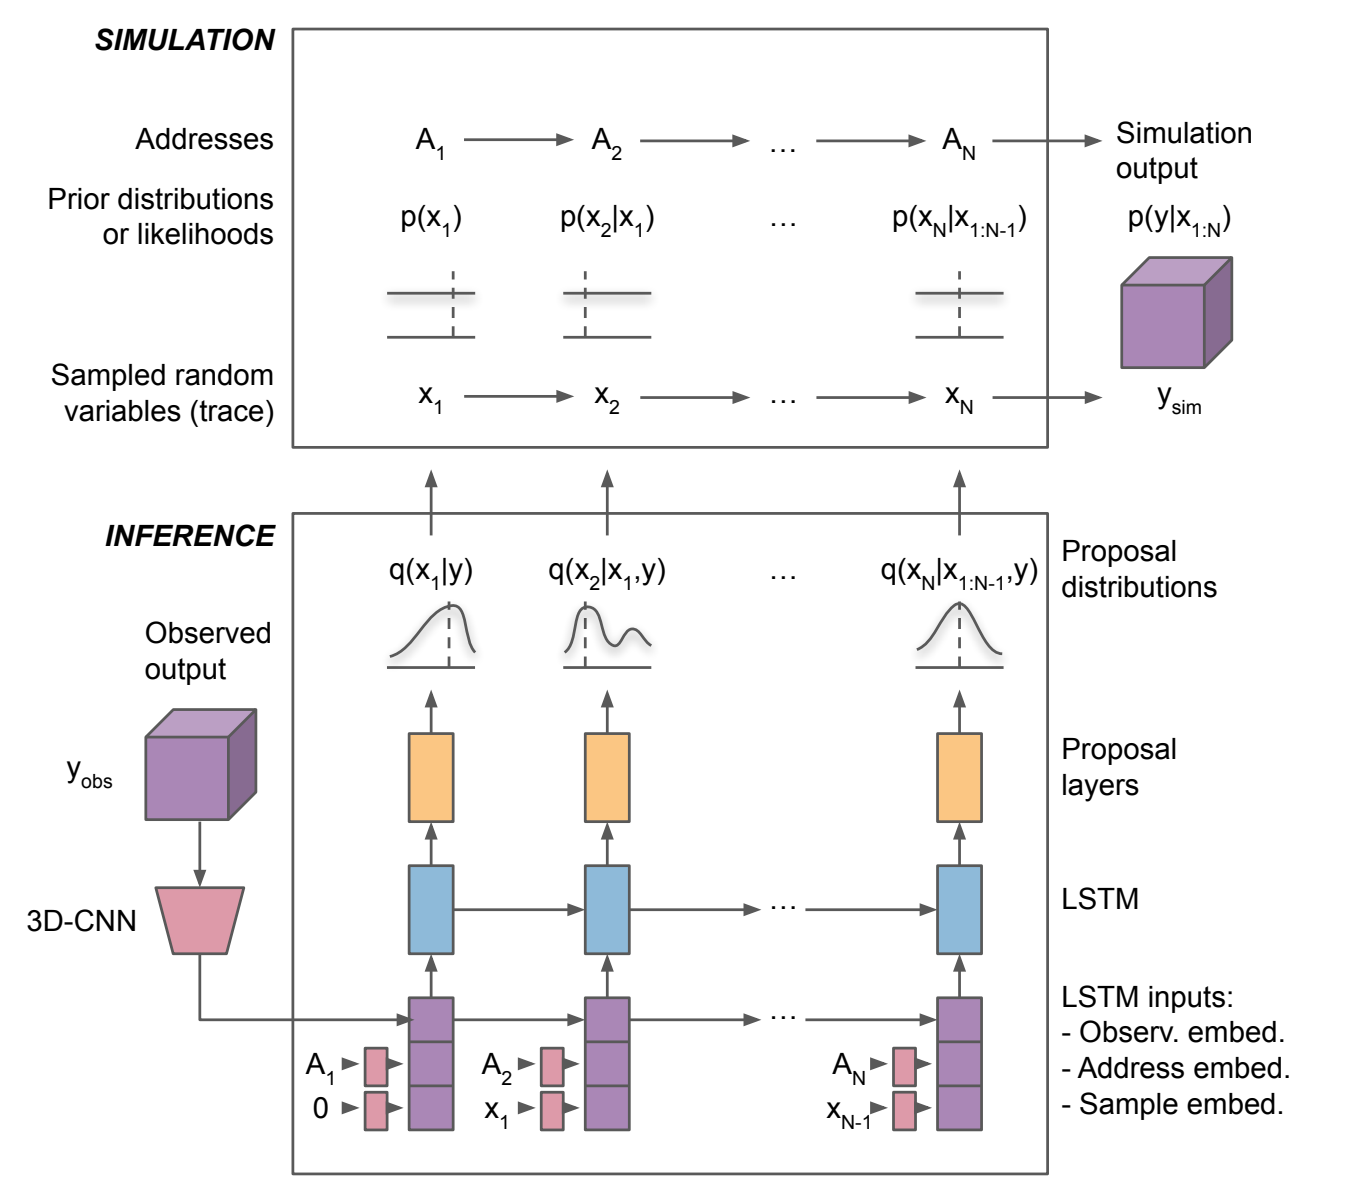 SIMULATION
Addresses
A1 A2 ... AN
Simulation
output
Prior distributions
or likelihoods
p(x1) p(x2|x1) ... p(xN|x1:N-1) p(y|x1:N)
Sampled random
variables (trace)
x1 x2 ... xN ysim
INFERENCE
q(x1|y) q(x2|x1,y) ... q(xN|x1:N-1,y)
Proposal
distributions
Observed
output
yobs
Proposal
layers
3D-CNN
... LSTM
...
LSTM inputs:
- Observ. embed.
A1 A2 AN - Address embed.
0 x1 xN-1 - Sample embed.